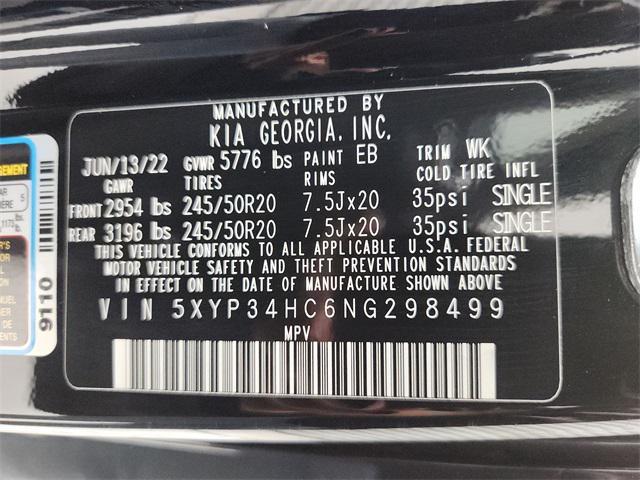 MANUFACTURED BY
KIA GEORGIA, INC.
JUN/13/22 GVWR 5776 lbs PAINT EB TRIM WK
GAWR TIRES RIMS COLD TIRE INFL
FRONT 2954 lbs 245/50R20 7.5Jx20 35psi SINGLE
REAR 3196 lbs 245/50R20 7.5Jx20 35psi SINGLE
THIS VEHICLE CONFORMS TO ALL APPLICABLE U.S.A. FEDERAL
MOTOR VEHICLE SAFETY AND THEFT PREVENTION STANDARDS
IN EFFECT ON THE DATE OF MANUFACTURE SHOWN ABOVE
VIN 5XYP34HC6NG298499
MPV
9110